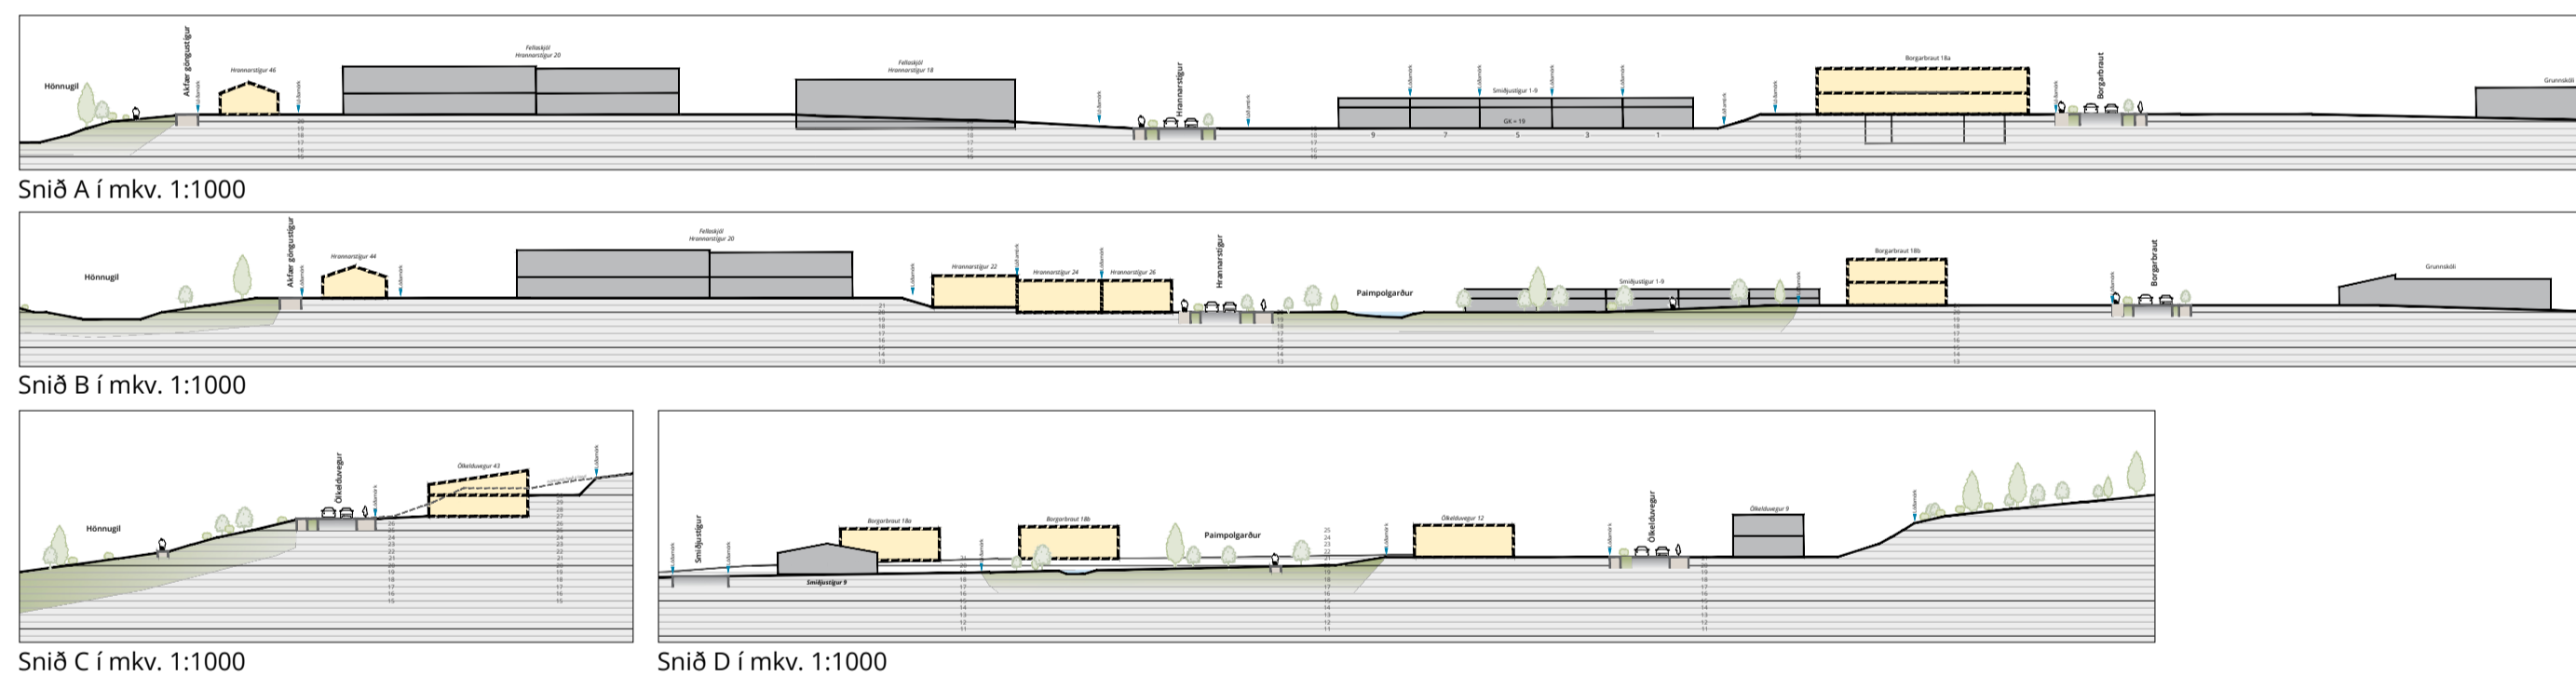 Hönnugil
Akfær göngustígur
Hrannarstígur 46
Fellaskjól
Hrannarstígur 20
Fellaskjól
Hrannarstígur 18
Hrannarstígur
Smiðjustígur 1-9
GK = 19
9 7 5 3 1
Borgarbraut 18a
Borgarbraut
Grunnskóli
Snið A í mkv. 1:1000
Hönnugil
Akfær göngustígur
Hrannarstígur 44
Fellaskjól
Hrannarstígur 20
Hrannarstígur 22
Hrannarstígur 24
Hrannarstígur 26
Hrannarstígur
Paimpolgarður
Smiðjustígur 1-9
Borgarbraut 18b
Borgarbraut
Grunnskóli
Snið B í mkv. 1:1000
Hönnugil
Ölkelduvegur
Ölkelduvegur 43
Snið C í mkv. 1:1000
Smiðjustígur
Smiðjustígur 9
Borgarbraut 18a
Borgarbraut 18b
Paimpolgarður
Ölkelduvegur 12
Ölkelduvegur
Ölkelduvegur 9
Snið D í mkv. 1:1000